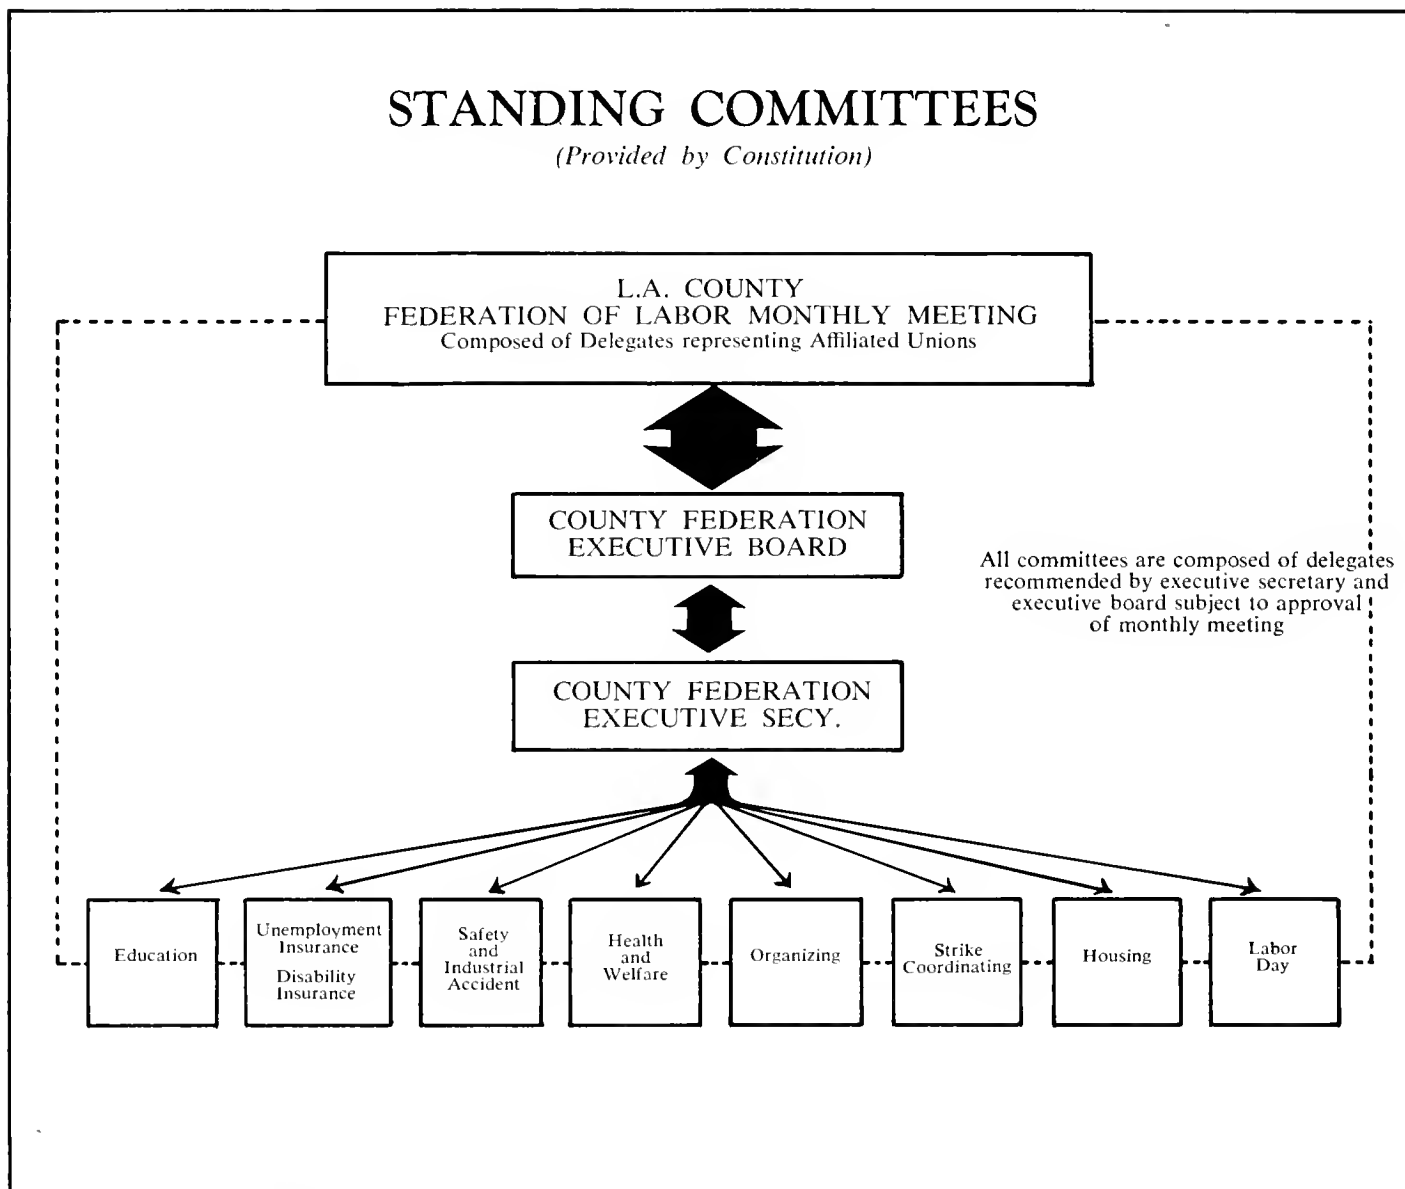 STANDING COMMITTEES
(Provided by Constitution)
L.A. COUNTY
FEDERATION OF LABOR MONTHLY MEETING
Composed of Delegates representing Affiliated Unions
COUNTY FEDERATION
EXECUTIVE BOARD
All committees are composed of delegates
recommended by executive secretary and
executive board subject to approval
of monthly meeting
COUNTY FEDERATION
EXECUTIVE SECY.
Education
Unemployment
Insurance
Disability
Insurance
Safety
and
Industrial
Accident
Health
and
Welfare
Organizing
Strike
Coordinating
Housing
Labor
Day